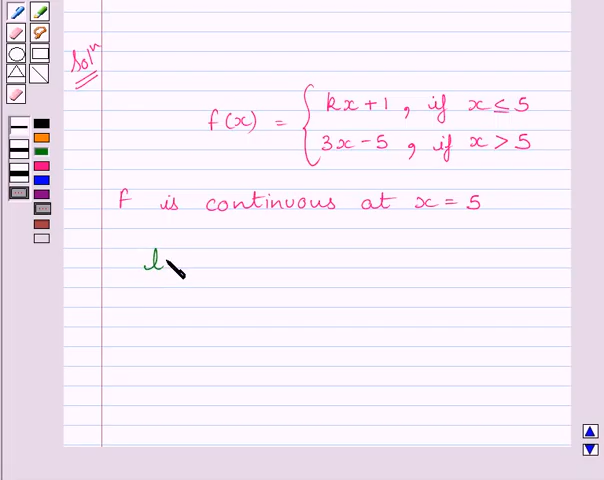 Solⁿ
f(x) = { kx + 1 , if x ≤ 5
3x − 5 , if x > 5
F is continuous at x = 5
l